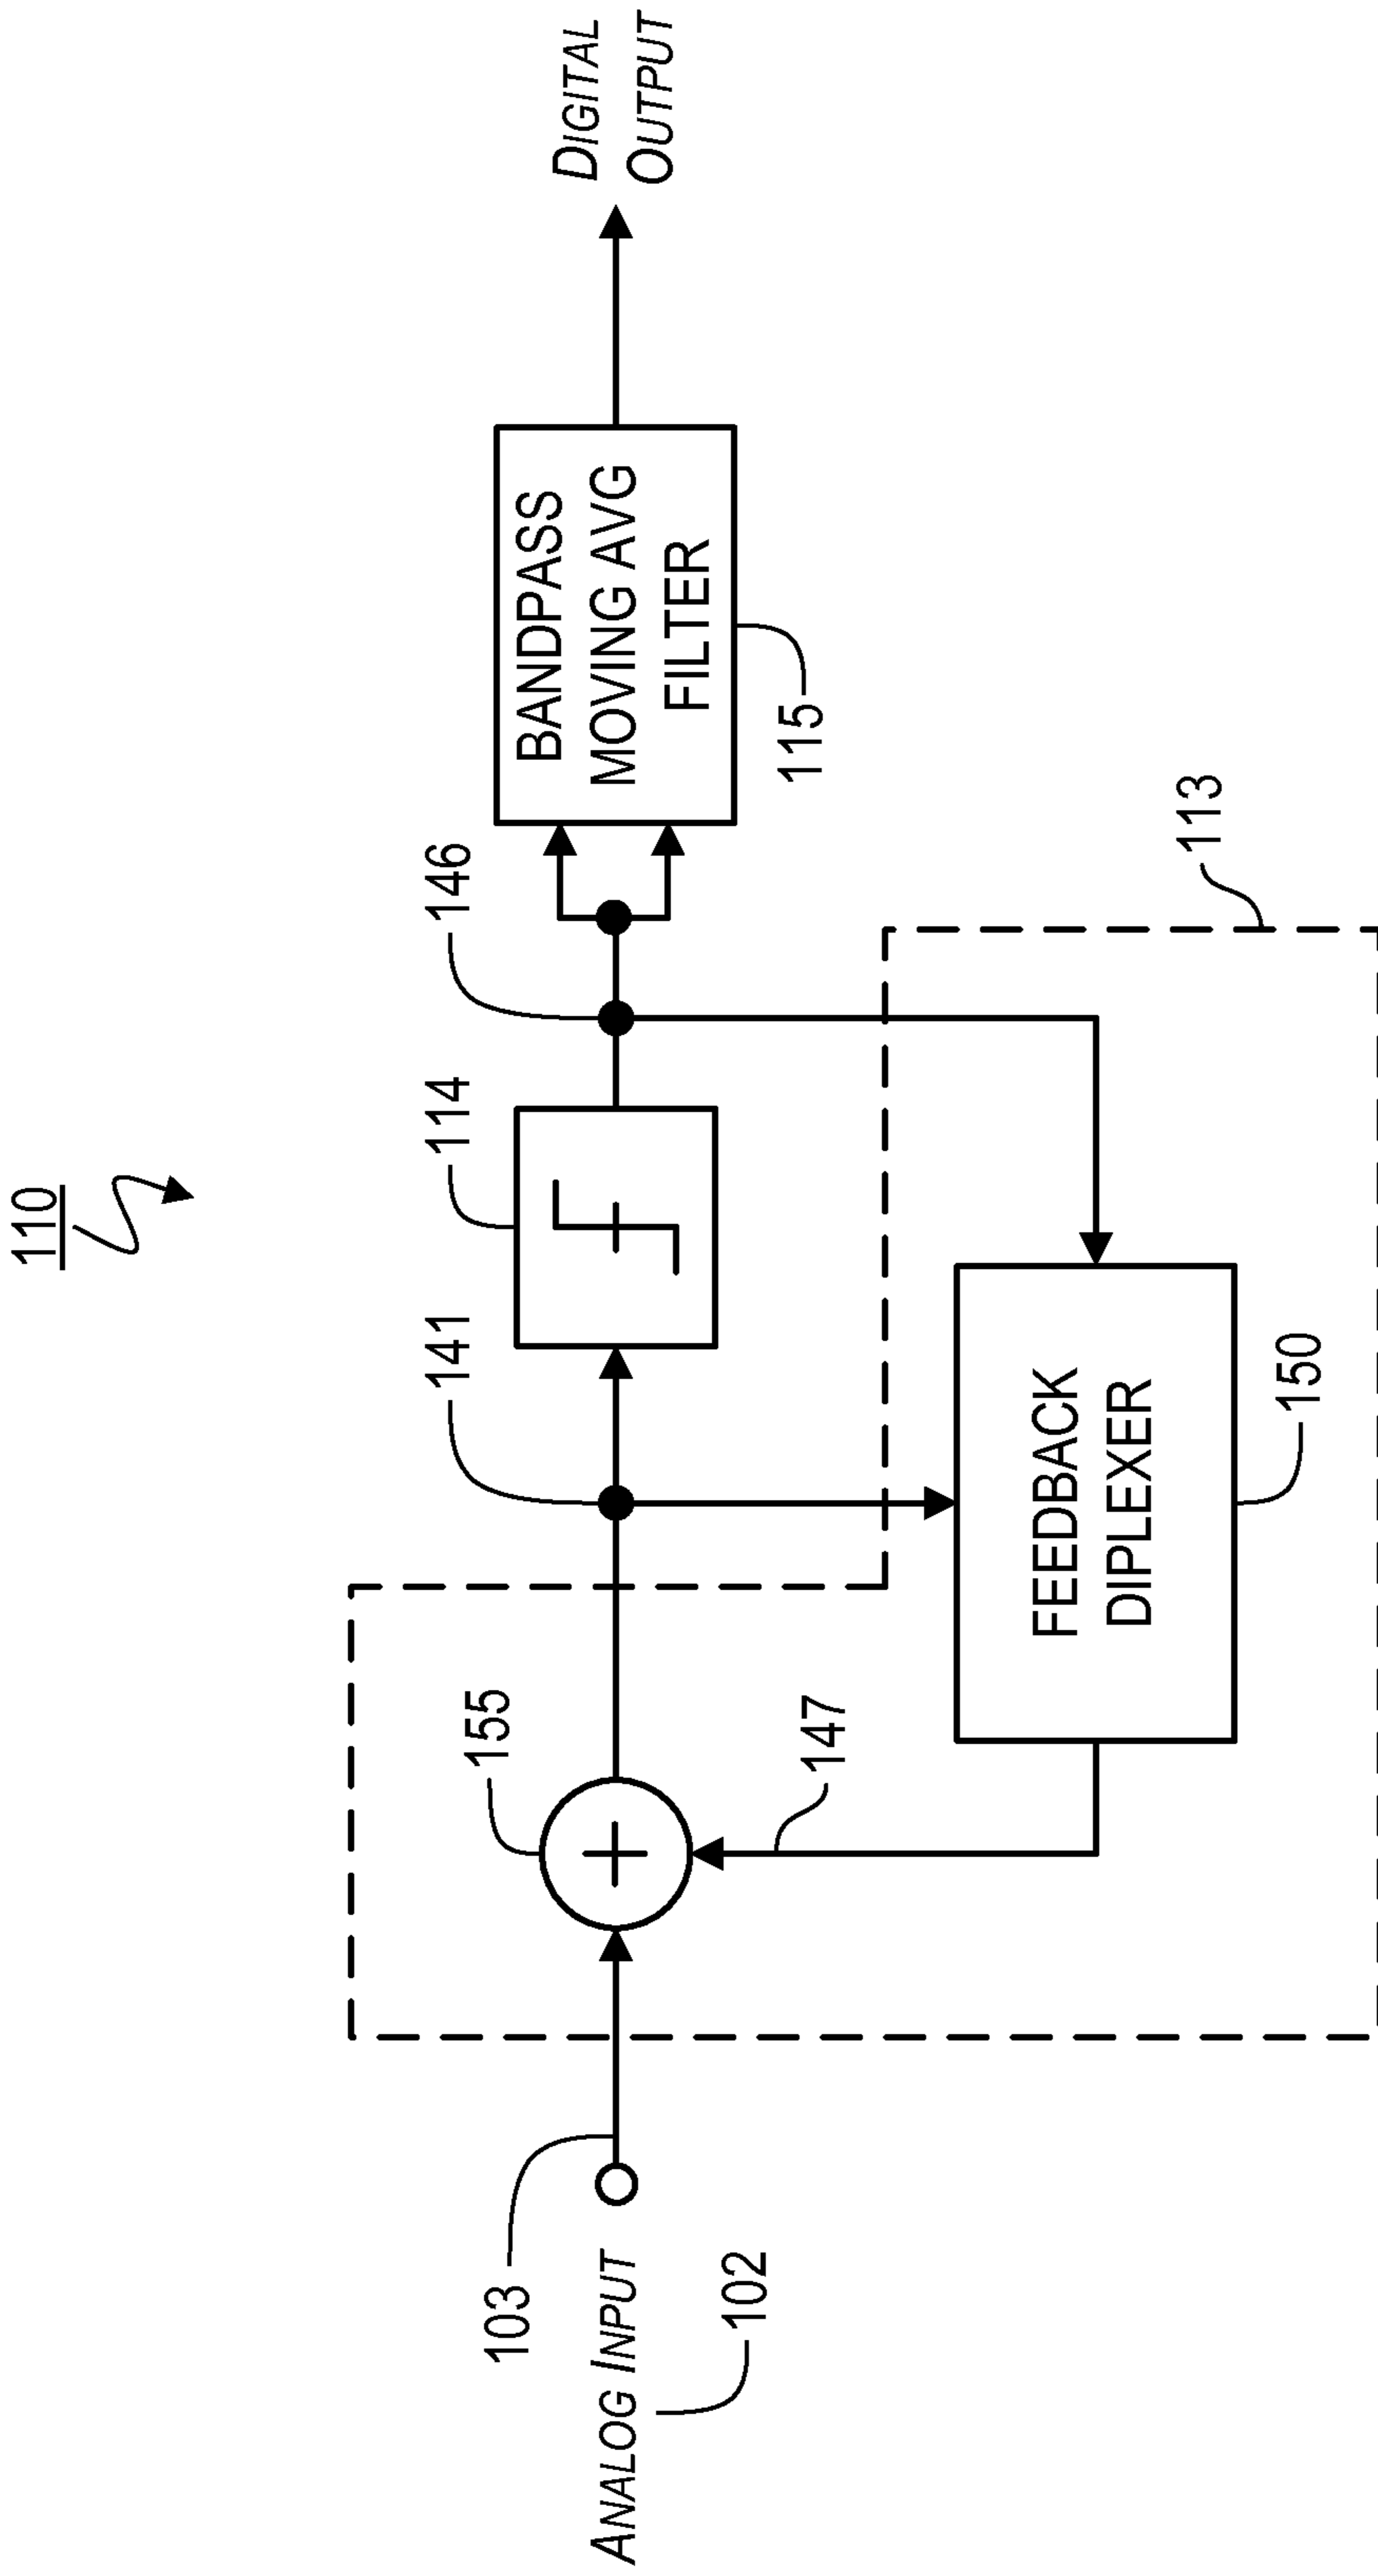 110
114
146
141
155
103
ANALOG INPUT
102
147
BANDPASS
MOVING AVG
FILTER
115
DIGITAL
OUTPUT
FEEDBACK
DIPLEXER
150
113